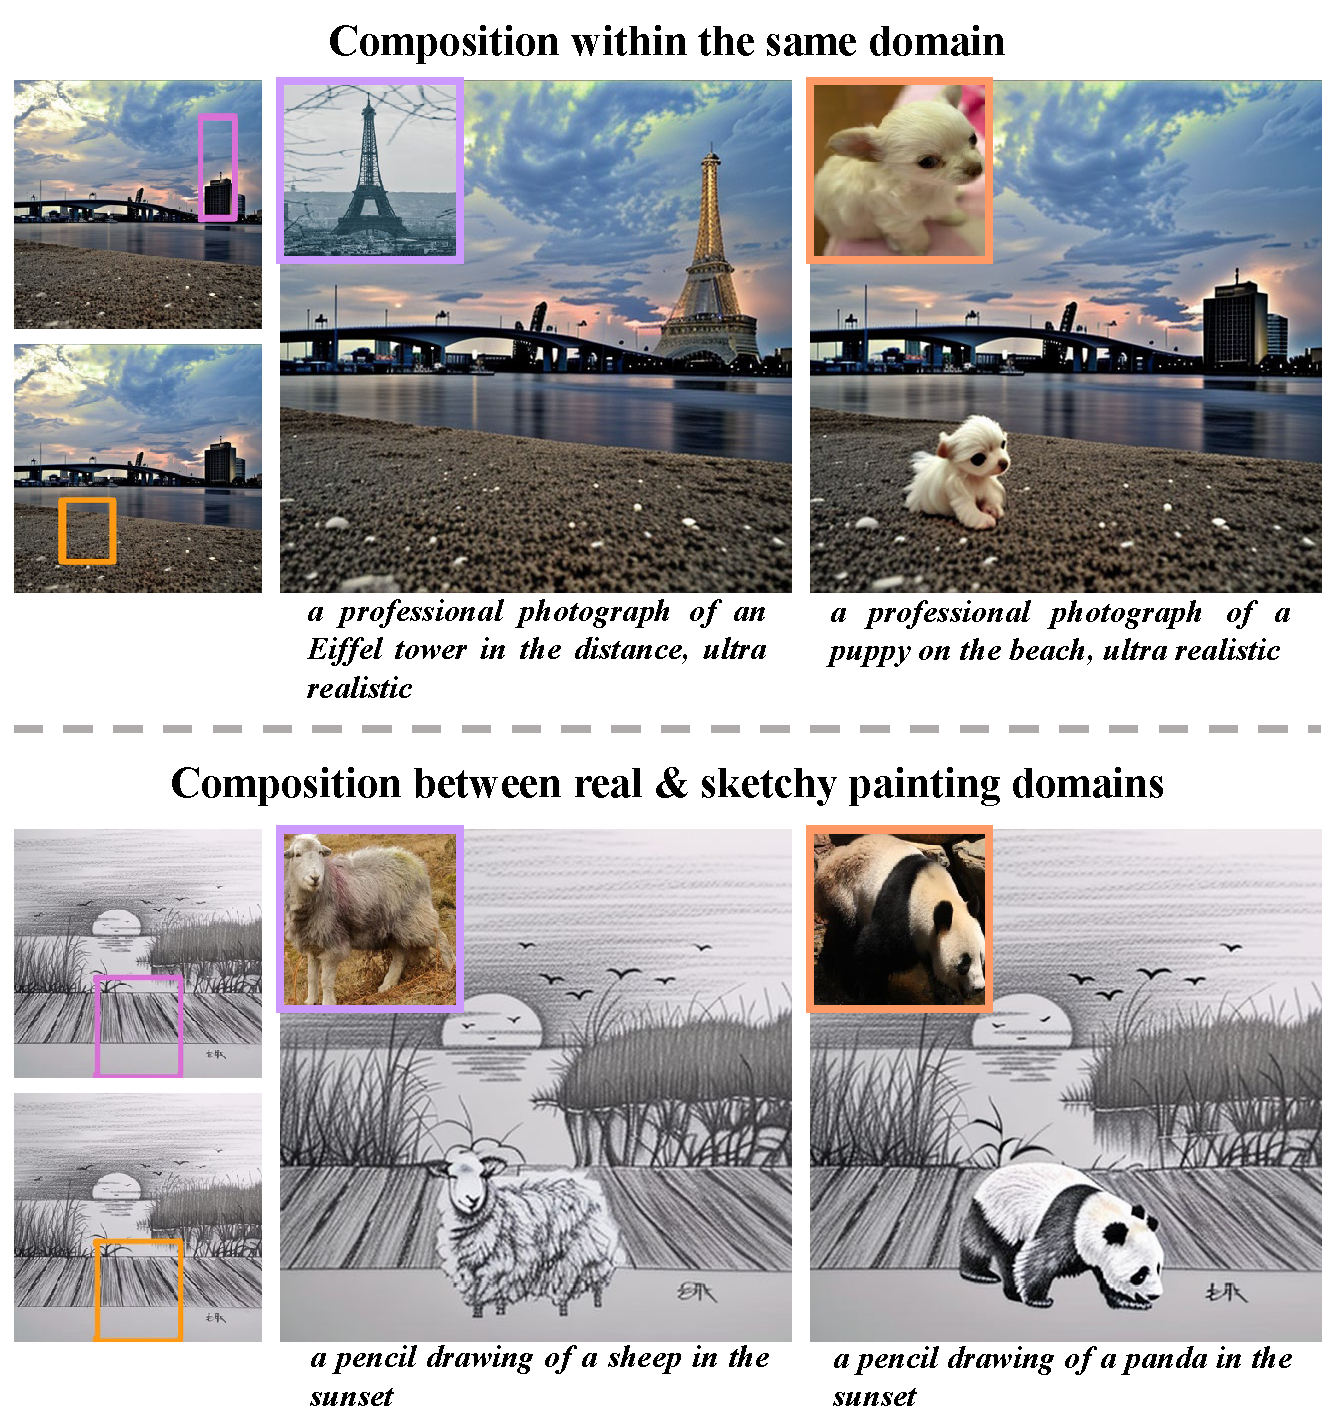 Composition within the same domain
a professional photograph of an
Eiffel tower in the distance, ultra
realistic
a professional photograph of a
puppy on the beach, ultra realistic
Composition between real & sketchy painting domains
a pencil drawing of a sheep in the
sunset
a pencil drawing of a panda in the
sunset